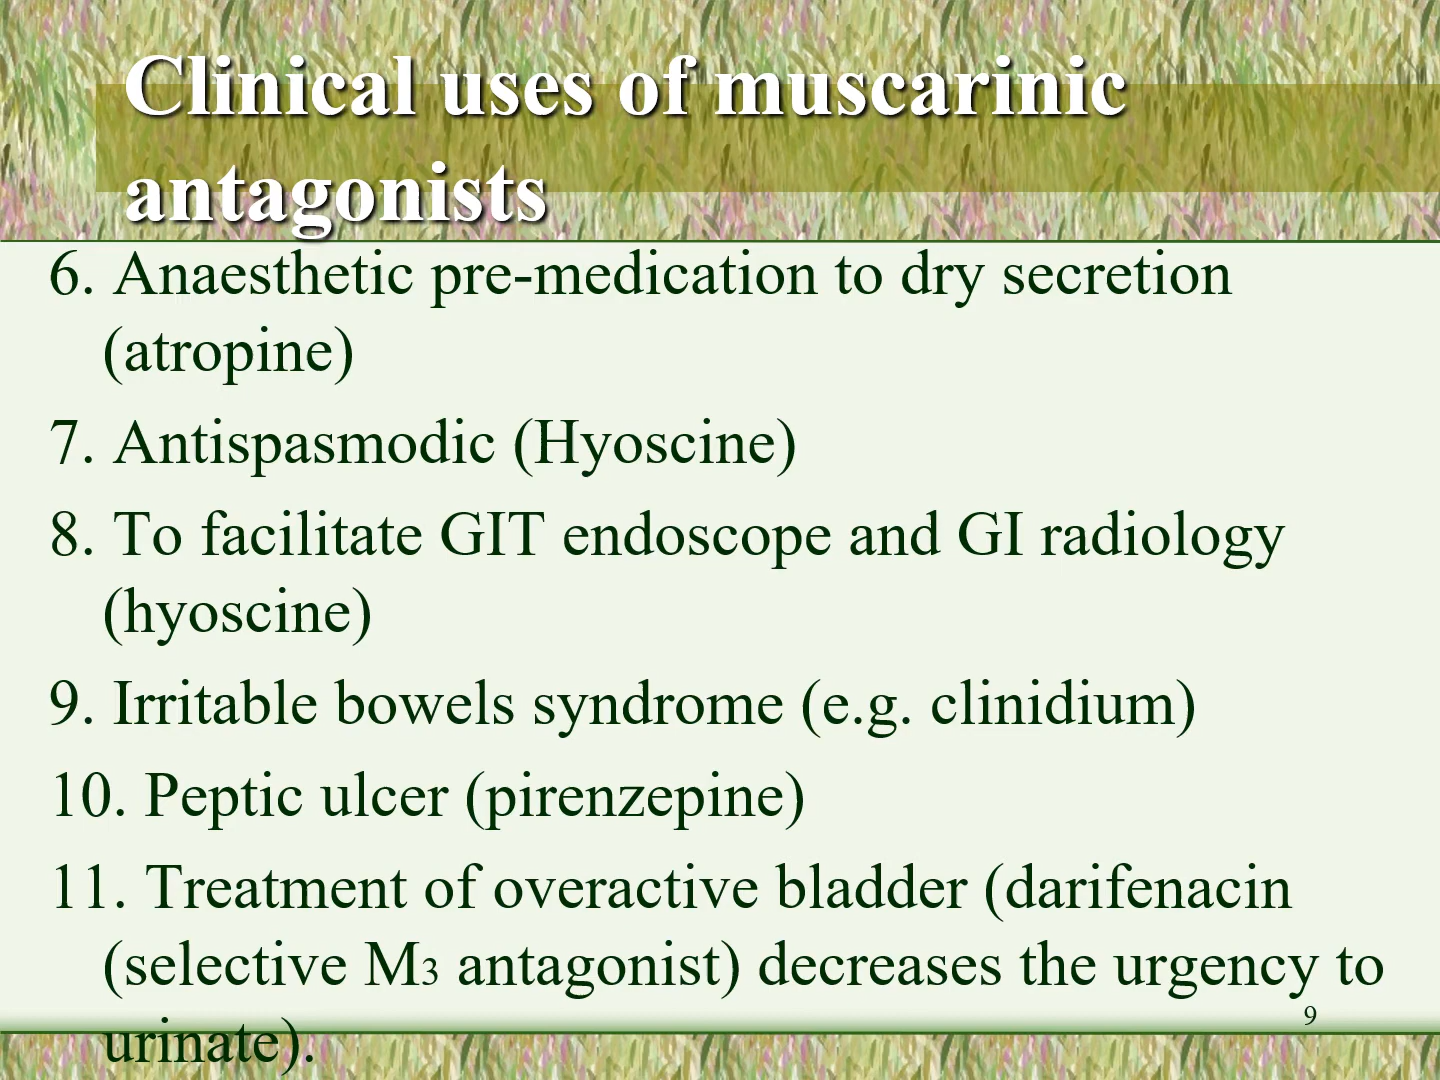 Clinical uses of muscarinic
antagonists
6. Anaesthetic pre-medication to dry secretion
(atropine)
7. Antispasmodic (Hyoscine)
8. To facilitate GIT endoscope and GI radiology
(hyoscine)
9. Irritable bowels syndrome (e.g. clinidium)
10. Peptic ulcer (pirenzepine)
11. Treatment of overactive bladder (darifenacin
(selective M3 antagonist) decreases the urgency to
urinate).
9